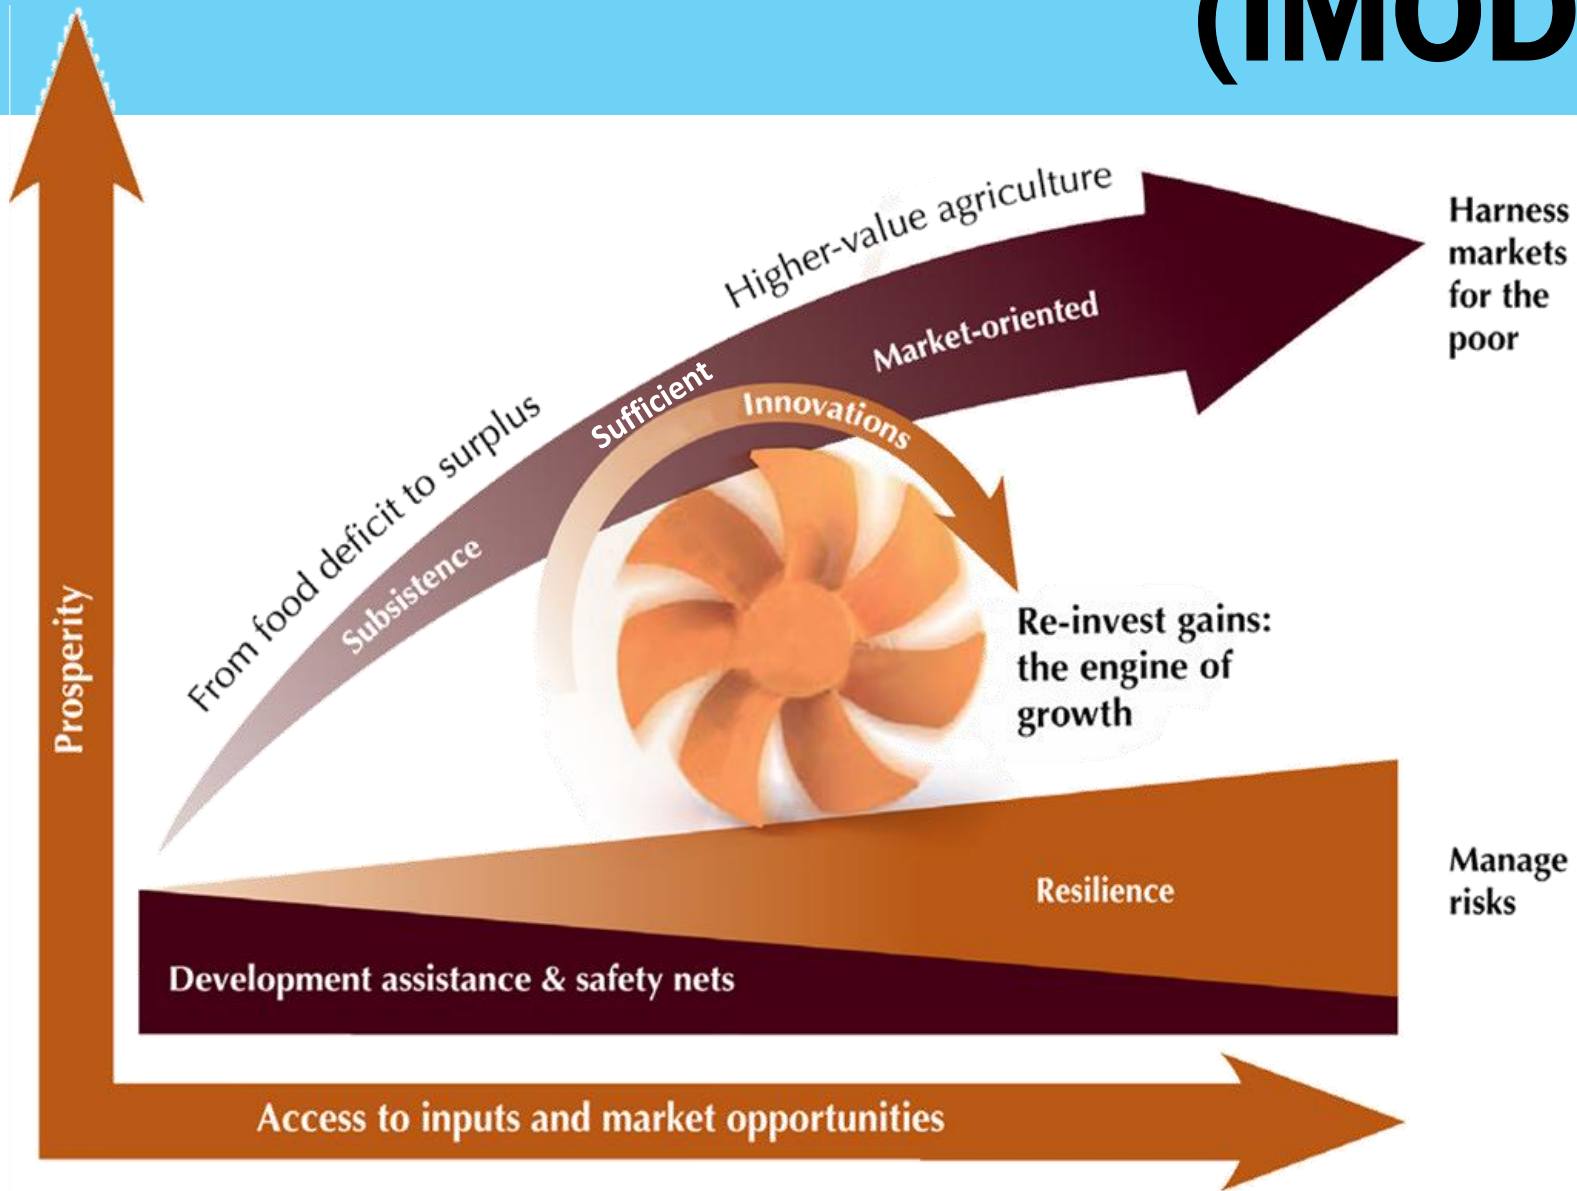 (IMOD
Higher-value agriculture
Harness
markets
for the
poor
Market-oriented
Sufficient
Innovations
From food deficit to surplus
Subsistence
Re-invest gains:
the engine of
growth
Prosperity
Resilience
Manage
risks
Development assistance & safety nets
Access to inputs and market opportunities